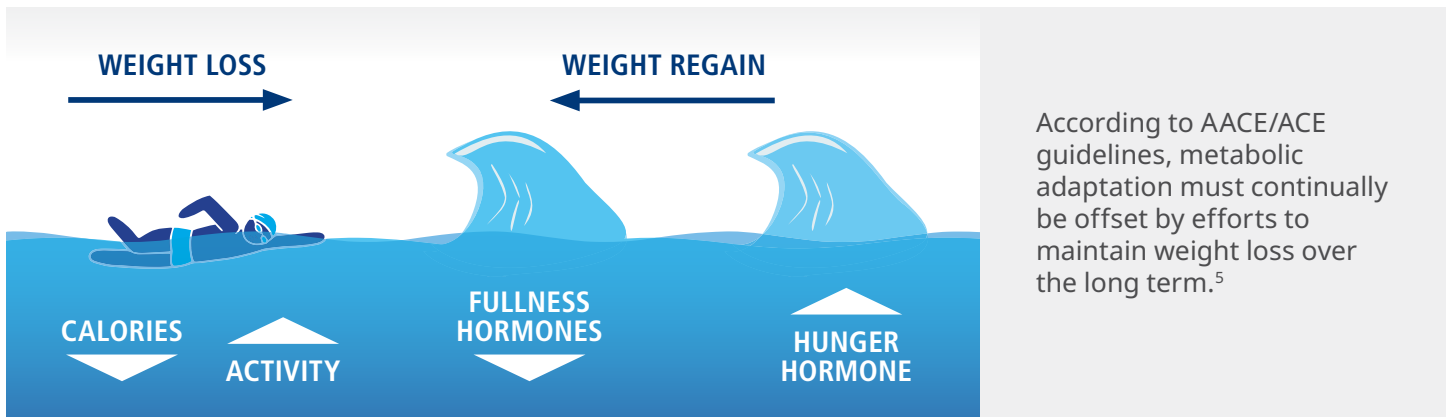 WEIGHT LOSS
WEIGHT REGAIN
CALORIES
ACTIVITY
FULLNESS
HORMONES
HUNGER
HORMONE
According to AACE/ACE
guidelines, metabolic
adaptation must continually
be offset by efforts to
maintain weight loss over
the long term.5